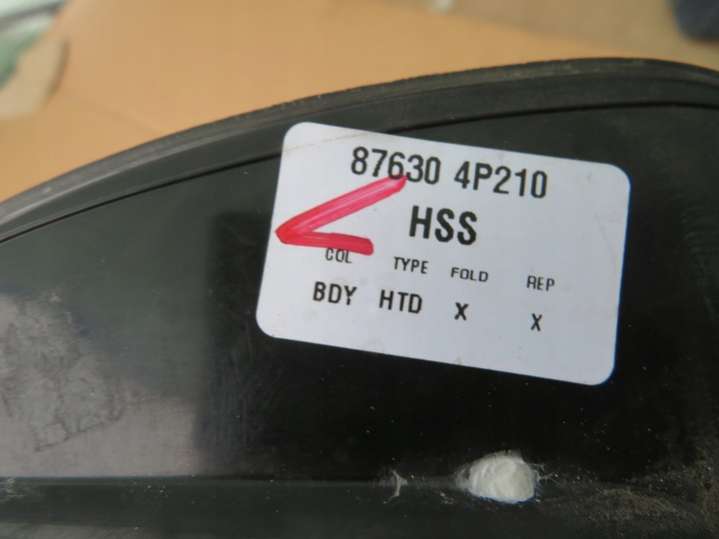 87630 4P210
HSS
COL TYPE FOLD REP
BDY HTD X X